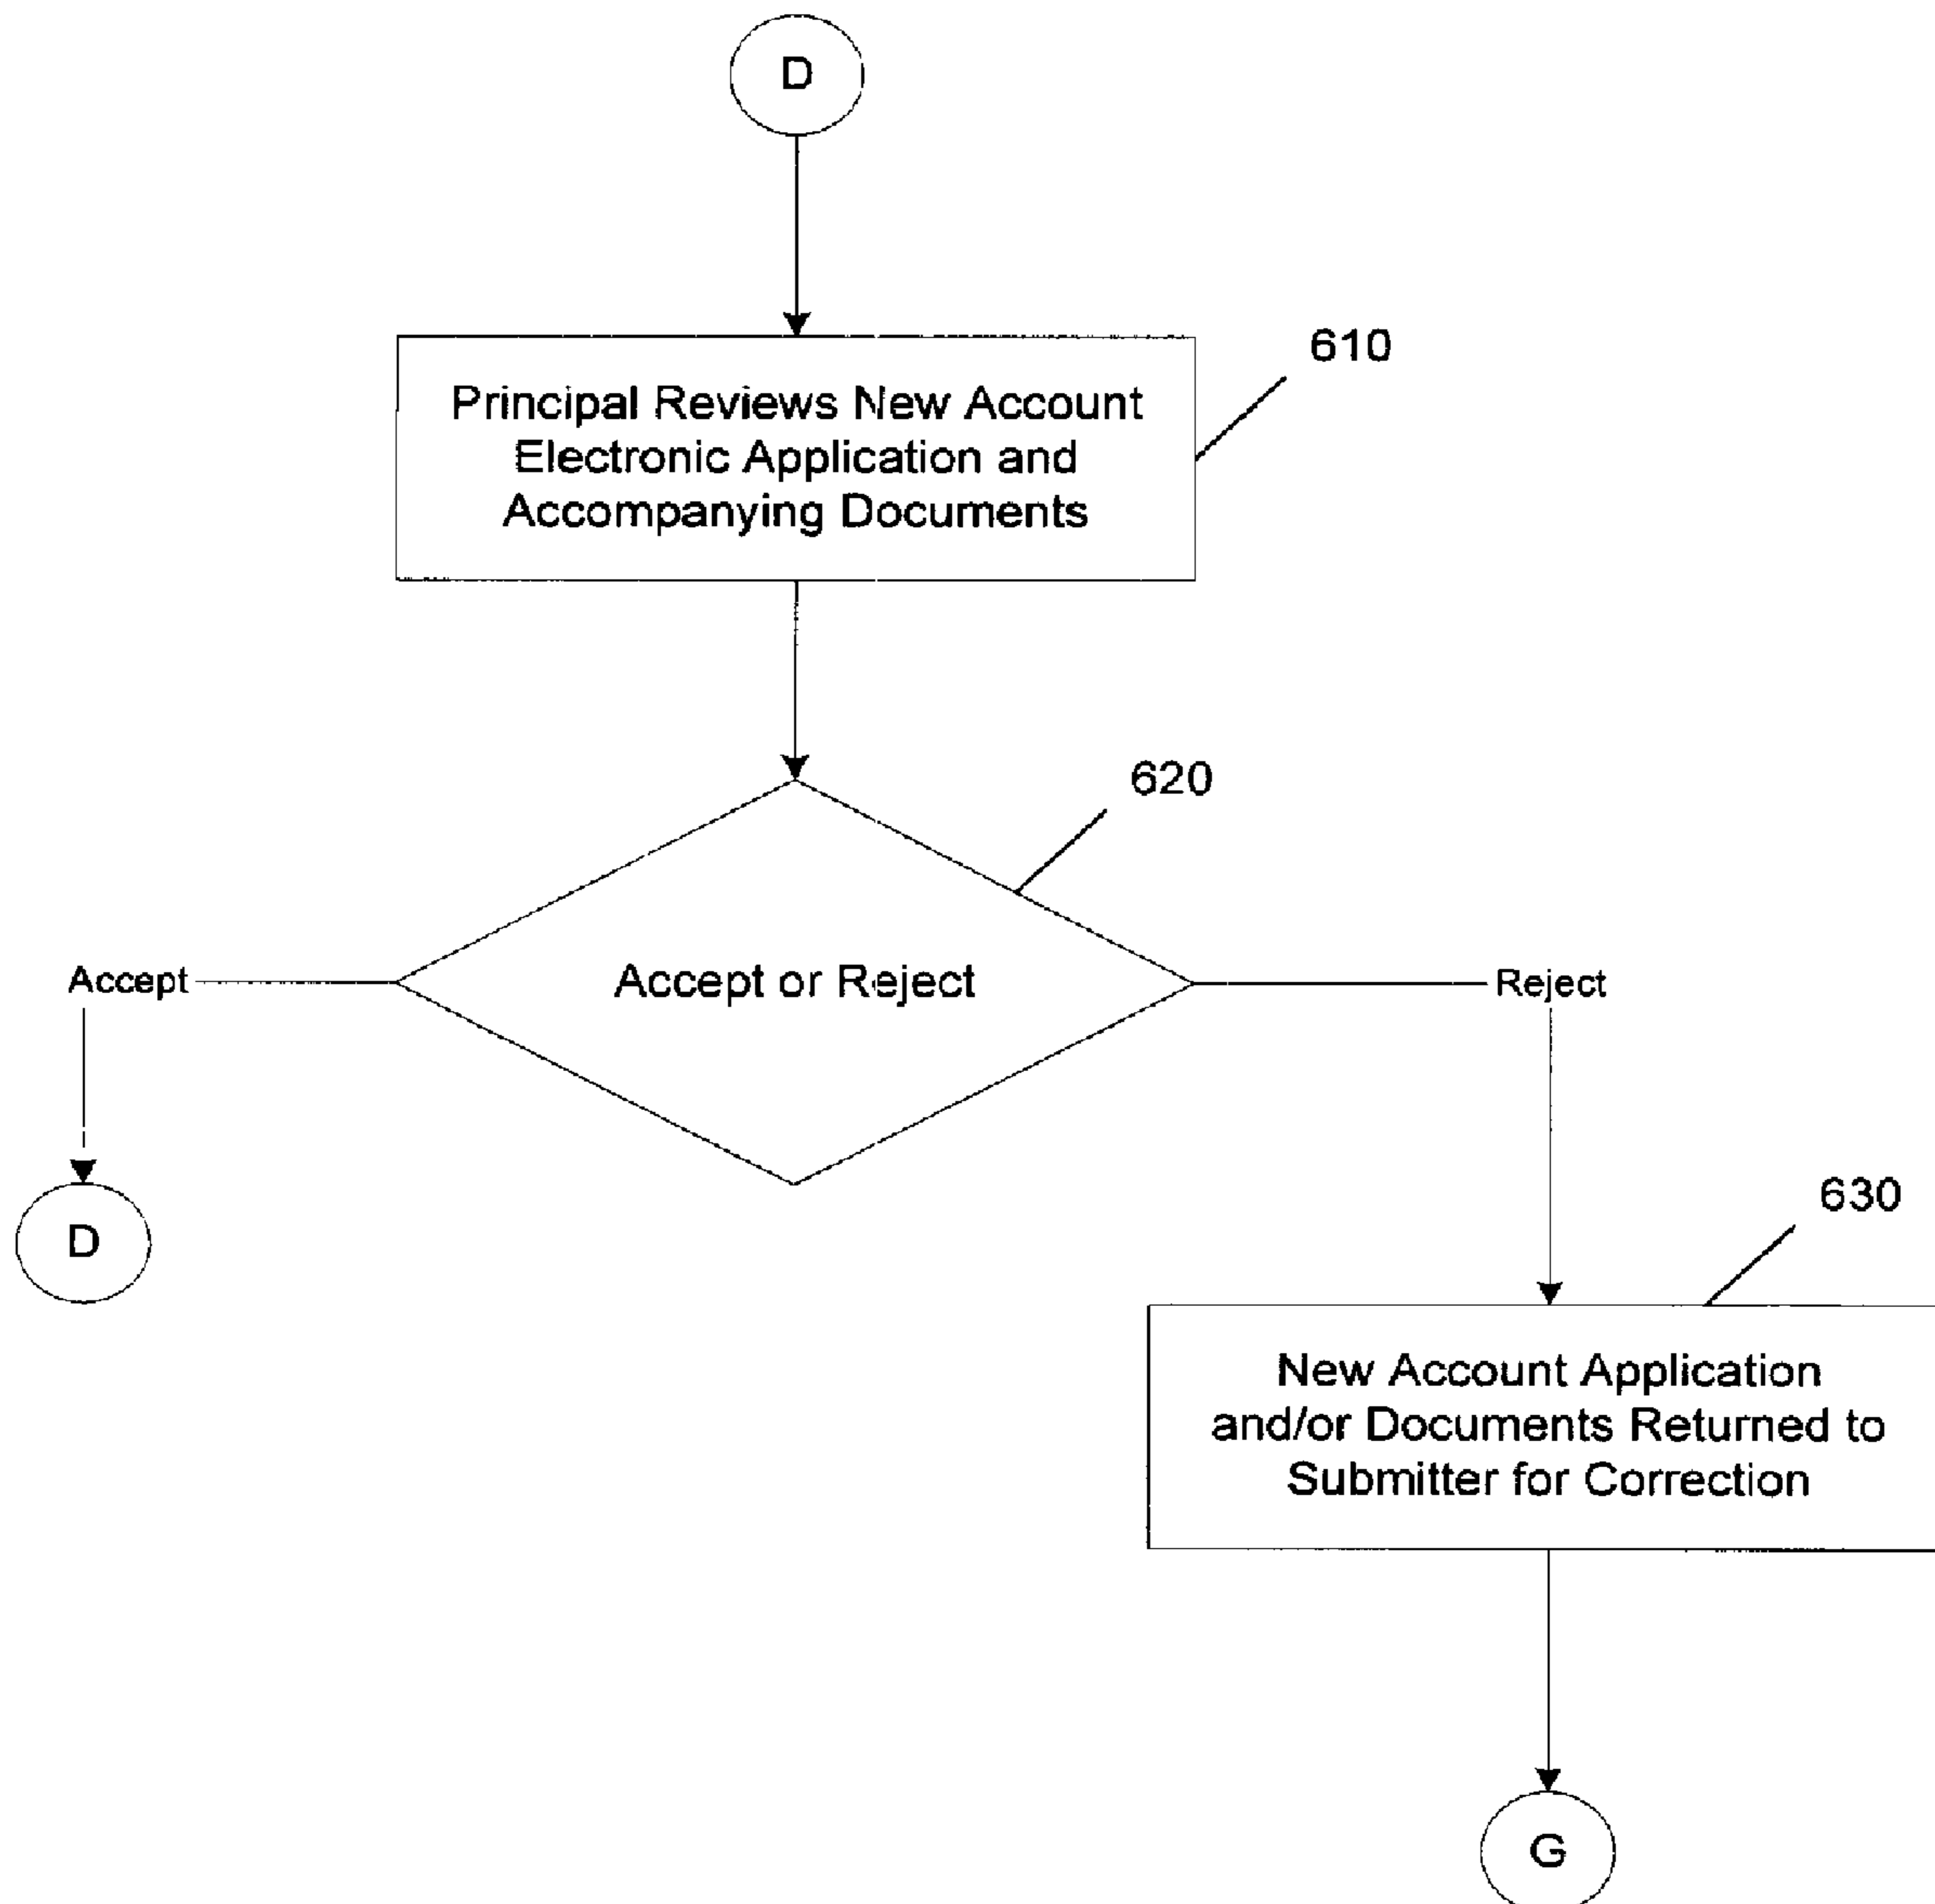 D
610
Principal Reviews New Account
Electronic Application and
Accompanying Documents
620
Accept or Reject
Accept
Reject
D
630
New Account Application
and/or Documents Returned to
Submitter for Correction
G